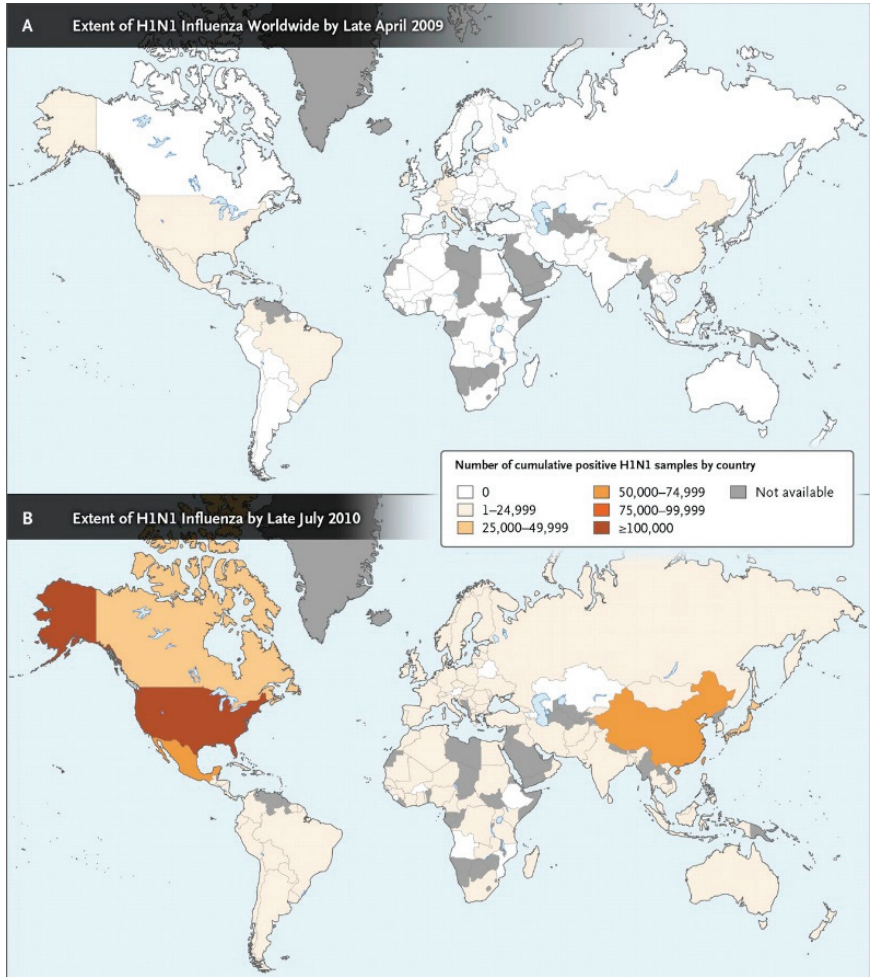 A Extent of H1N1 Influenza Worldwide by Late April 2009
Number of cumulative positive H1N1 samples by country
0
1–24,999
25,000–49,999
50,000–74,999
75,000–99,999
≥100,000
Not available
B Extent of H1N1 Influenza by Late July 2010